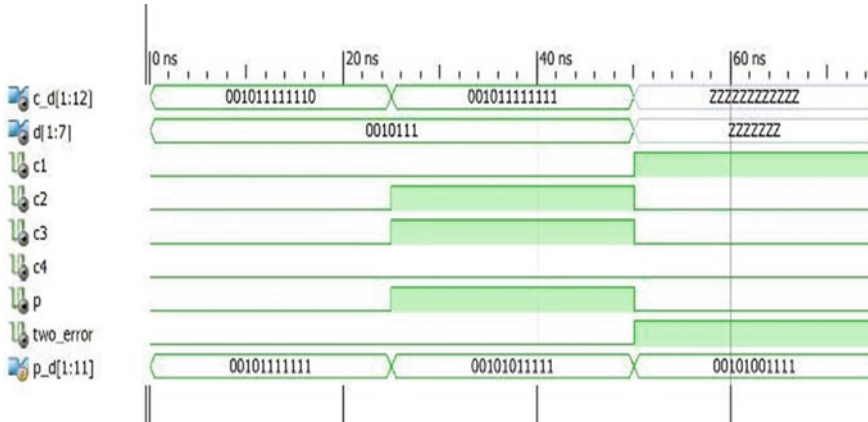 0 ns 20 ns 40 ns 60 ns
c_d[1:12] 001011111110 001011111111 ZZZZZZZZZZZZ
d[1:7] 0010111 ZZZZZZZ
c1
c2
c3
c4
p
two_error
p_d[1:11] 00101111111 00101011111 00101001111